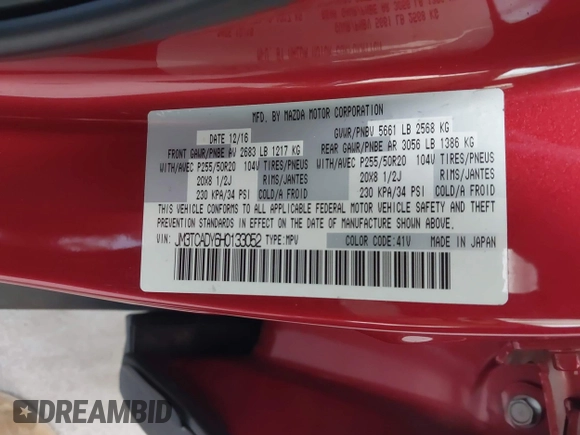 MFD. BY MAZDA MOTOR CORPORATION
DATE 12/16 GVWR/PNBV 5661 LB 2568 KG
FRONT GAWR/PNBE AV 2683 LB 1217 KG REAR GAWR/PNBE AR 3056 LB 1386 KG
WITH/AVEC P255/50R20 104V TIRES/PNEUS WITH/AVEC P255/50R20 104V TIRES/PNEUS
20X8 1/2J RIMS/JANTES 20X8 1/2J RIMS/JANTES
230 KPA/34 PSI COLD/A FROID 230 KPA/34 PSI COLD/A FROID
THIS VEHICLE CONFORMS TO ALL APPLICABLE FEDERAL MOTOR VEHICLE SAFETY AND THEFT
PREVENTION STANDARDS IN EFFECT ON THE DATE OF MANUFACTURE SHOWN ABOVE.
VIN: JM3TCADY6H0133052 TYPE:MPV COLOR CODE:41V MADE IN JAPAN
DREAMBID